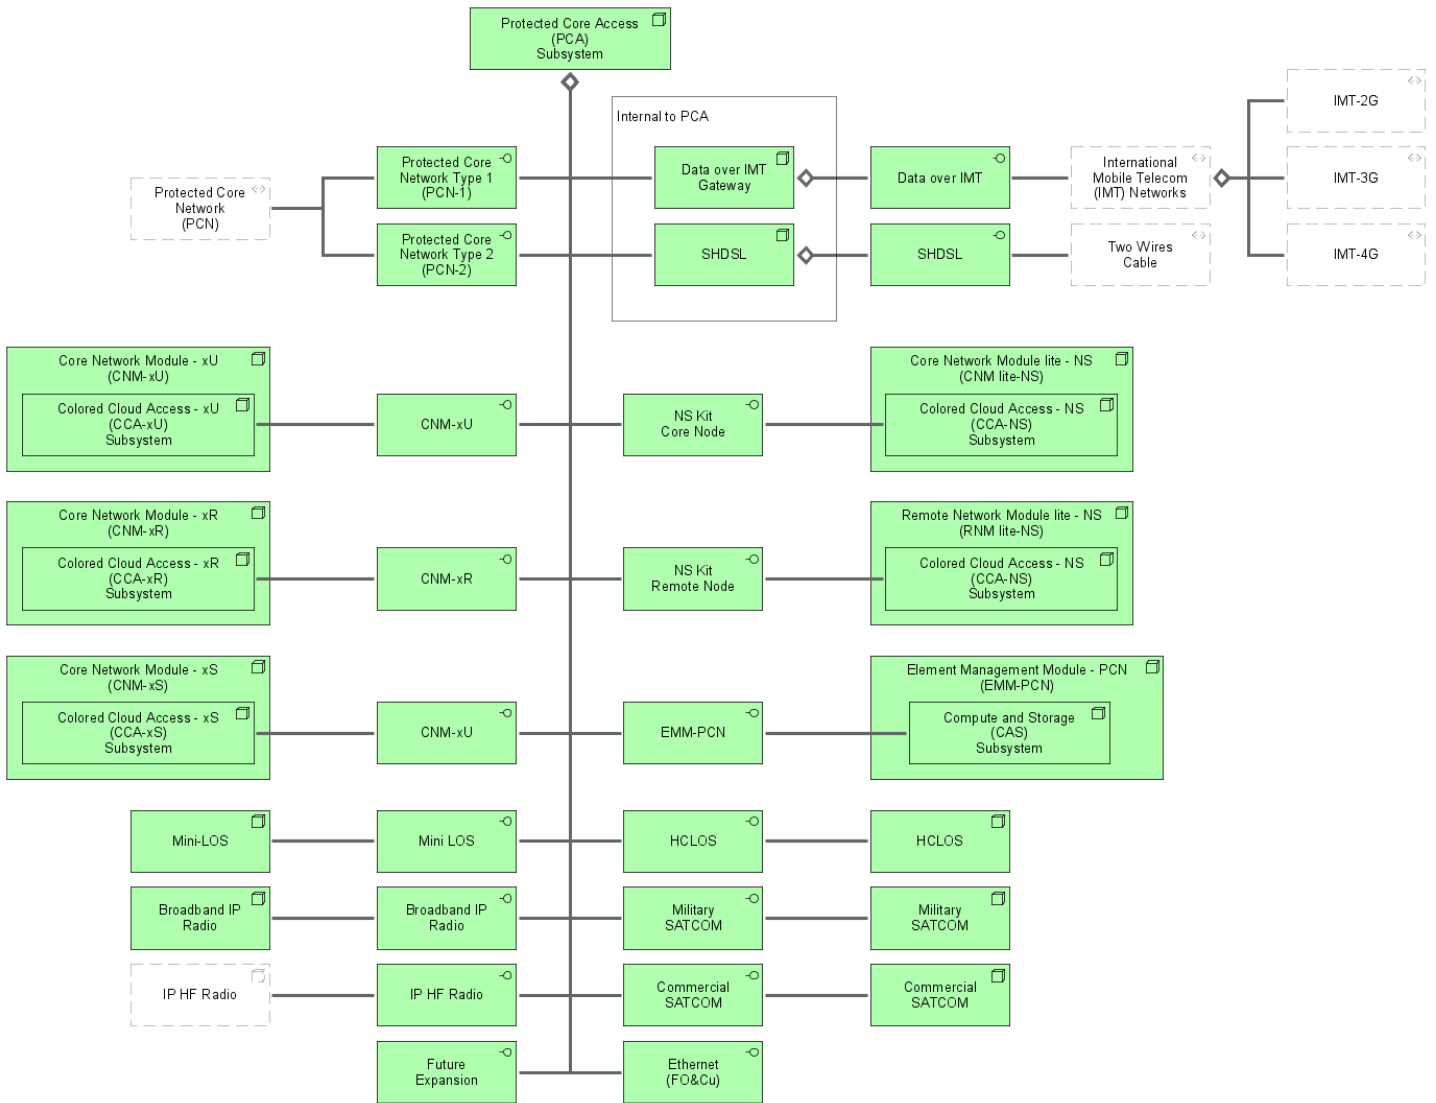 Protected Core Access
(PCA)
Subsystem
Internal to PCA
IMT-2G
Protected Core
Network
(PCN)
Protected Core
Network Type 1
(PCN-1)
Data over IMT
Gateway
Data over IMT
International
Mobile Telecom
(IMT) Networks
IMT-3G
Protected Core
Network Type 2
(PCN-2)
SHDSL
SHDSL
Two Wires
Cable
IMT-4G
Core Network Module - xU
(CNM-xU)
Colored Cloud Access - xU
(CCA-xU)
Subsystem
CNM-xU
NS Kit
Core Node
Core Network Module lite - NS
(CNM lite-NS)
Colored Cloud Access - NS
(CCA-NS)
Subsystem
Core Network Module - xR
(CNM-xR)
Colored Cloud Access - xR
(CCA-xR)
Subsystem
CNM-xR
NS Kit
Remote Node
Remote Network Module lite - NS
(RNM lite-NS)
Colored Cloud Access - NS
(CCA-NS)
Subsystem
Core Network Module - xS
(CNM-xS)
Colored Cloud Access - xS
(CCA-xS)
Subsystem
CNM-xU
EMM-PCN
Element Management Module - PCN
(EMM-PCN)
Compute and Storage
(CAS)
Subsystem
Mini-LOS
Mini LOS
HCLOS
HCLOS
Broadband IP
Radio
Broadband IP
Radio
Military
SATCOM
Military
SATCOM
IP HF Radio
IP HF Radio
Commercial
SATCOM
Commercial
SATCOM
Future
Expansion
Ethernet
(FO&Cu)